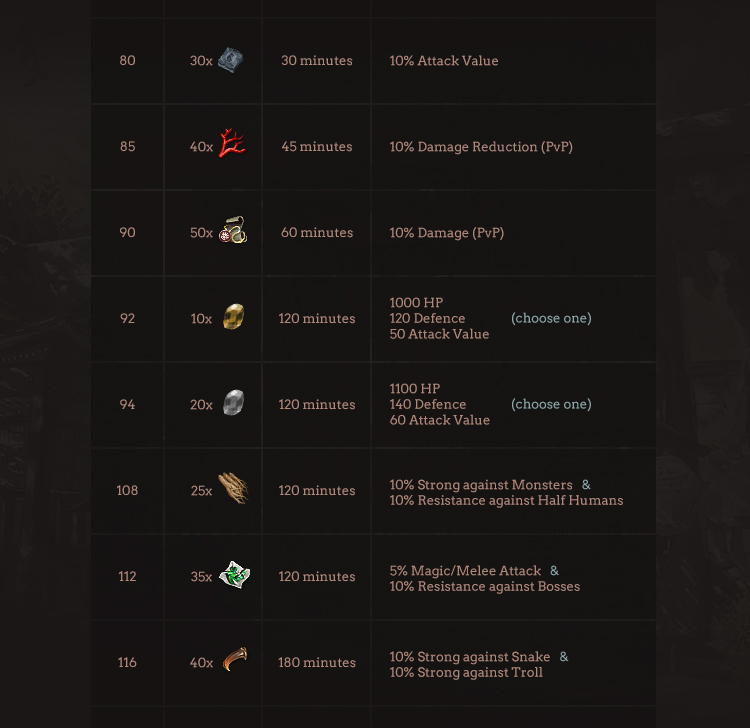 80 30x 30 minutes 10% Attack Value
85 40x 45 minutes 10% Damage Reduction (PvP)
90 50x 60 minutes 10% Damage (PvP)
92 10x 120 minutes 1000 HP
120 Defence (choose one)
50 Attack Value
94 20x 120 minutes 1100 HP
140 Defence (choose one)
60 Attack Value
108 25x 120 minutes 10% Strong against Monsters &
10% Resistance against Half Humans
112 35x 120 minutes 5% Magic/Melee Attack &
10% Resistance against Bosses
116 40x 180 minutes 10% Strong against Snake &
10% Strong against Troll